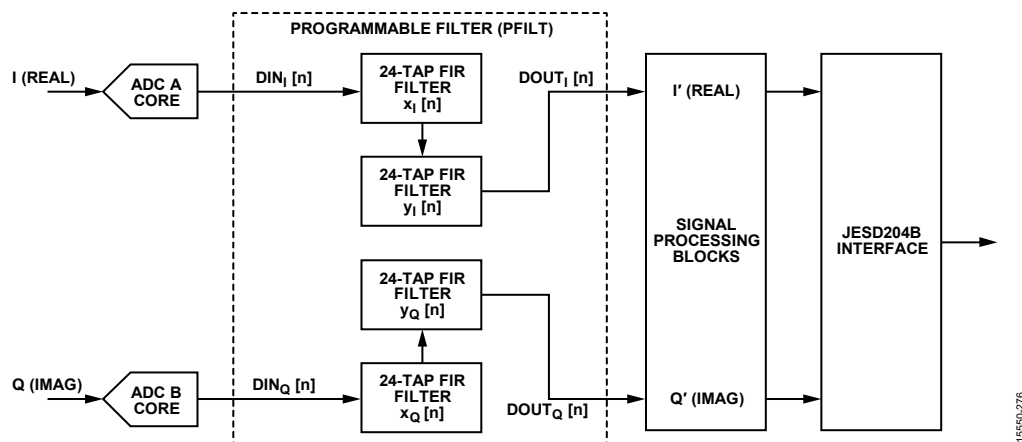 PROGRAMMABLE FILTER (PFILT)
I (REAL)
ADC A
CORE
DIN_I [n]
24-TAP FIR
FILTER
x_I [n]
DOUT_I [n]
I′ (REAL)
24-TAP FIR
FILTER
y_I [n]
SIGNAL
PROCESSING
BLOCKS
JESD204B
INTERFACE
24-TAP FIR
FILTER
y_Q [n]
Q (IMAG)
ADC B
CORE
DIN_Q [n]
24-TAP FIR
FILTER
x_Q [n]
DOUT_Q [n]
Q′ (IMAG)
15550-276